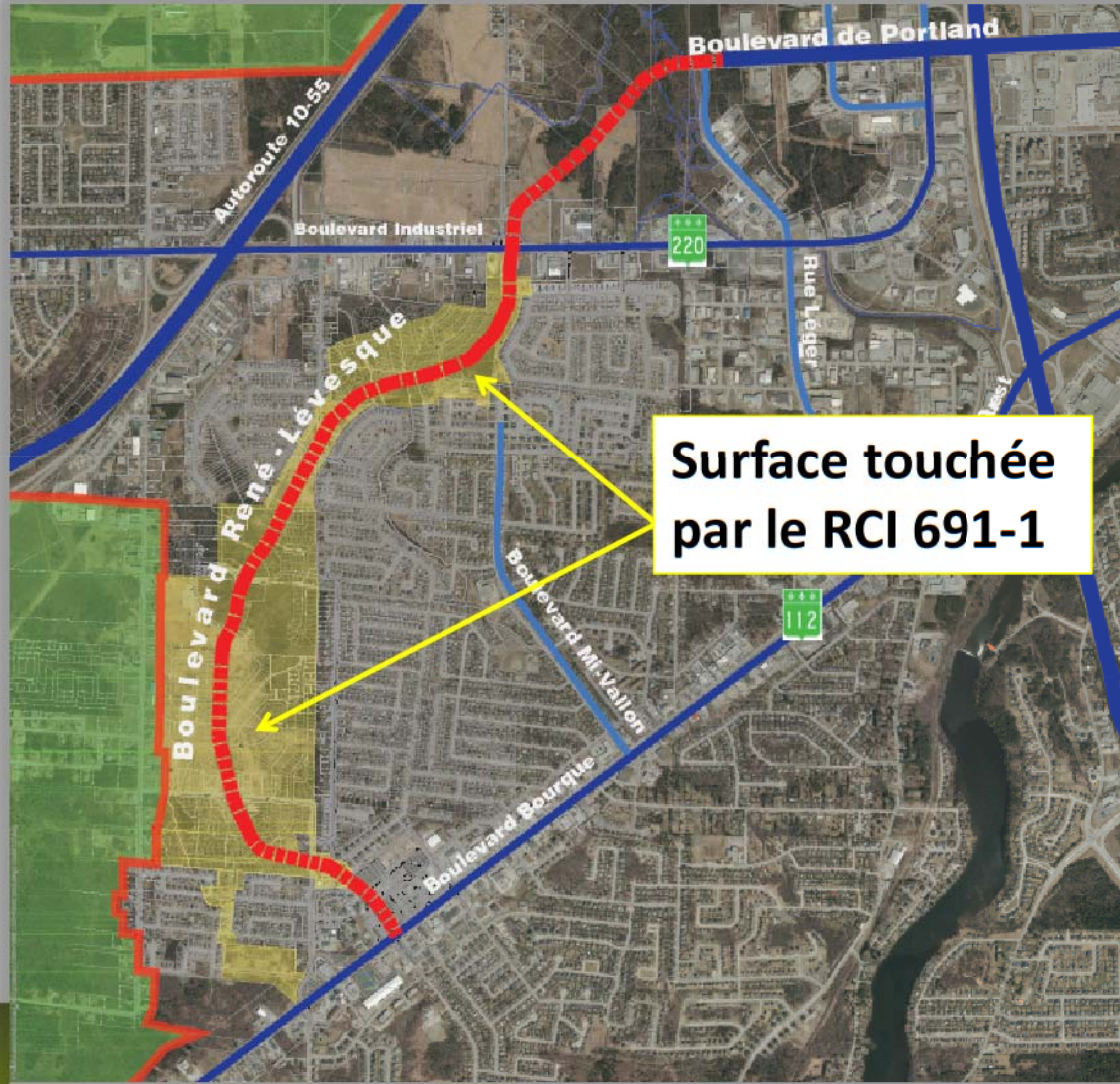 Boulevard de Portland
Autoroute 10-55
Boulevard Industriel
220
Rue Léger
Boulevard René-Lévesque
Surface touchée
par le RCI 691-1
112
Boulevard Mi-Vallon
Boulevard Bourque